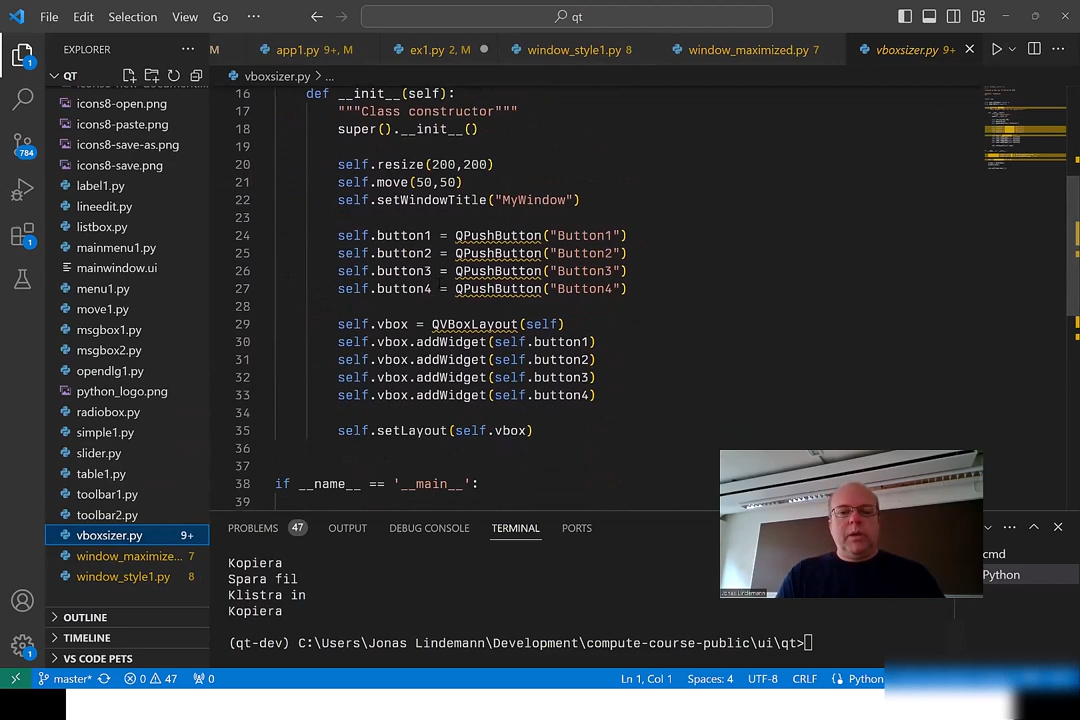 File Edit Selection View Go ··· qt
EXPLORER ···
M app1.py 9+, M ex1.py 2, M window_style1.py 8 window_maximized.py 7 vboxsizer.py 9+
QT
vboxsizer.py > ...
icons8-open.png
icons8-paste.png
icons8-save-as.png
icons8-save.png
label1.py
lineedit.py
listbox.py
mainmenu1.py
mainwindow.ui
menu1.py
move1.py
msgbox1.py
msgbox2.py
opendlg1.py
python_logo.png
radiobox.py
simple1.py
slider.py
table1.py
toolbar1.py
toolbar2.py
vboxsizer.py 9+
window_maximize... 7
window_style1.py 8
OUTLINE
TIMELINE
VS CODE PETS
1
784
1
1
16 def __init__(self):
17 """Class constructor"""
18 super().__init__()
19
20 self.resize(200,200)
21 self.move(50,50)
22 self.setWindowTitle("MyWindow")
23
24 self.button1 = QPushButton("Button1")
25 self.button2 = QPushButton("Button2")
26 self.button3 = QPushButton("Button3")
27 self.button4 = QPushButton("Button4")
28
29 self.vbox = QVBoxLayout(self)
30 self.vbox.addWidget(self.button1)
31 self.vbox.addWidget(self.button2)
32 self.vbox.addWidget(self.button3)
33 self.vbox.addWidget(self.button4)
34
35 self.setLayout(self.vbox)
36
37
38 if __name__ == '__main__':
39
PROBLEMS 47 OUTPUT DEBUG CONSOLE TERMINAL PORTS
Kopiera
Spara fil
Klistra in
Kopiera
(qt-dev) C:\Users\Jonas Lindemann\Development\compute-course-public\ui\qt>
cmd
Python
Jonas Lindemann
master* 0 47 0 Ln 1, Col 1 Spaces: 4 UTF-8 CRLF Python